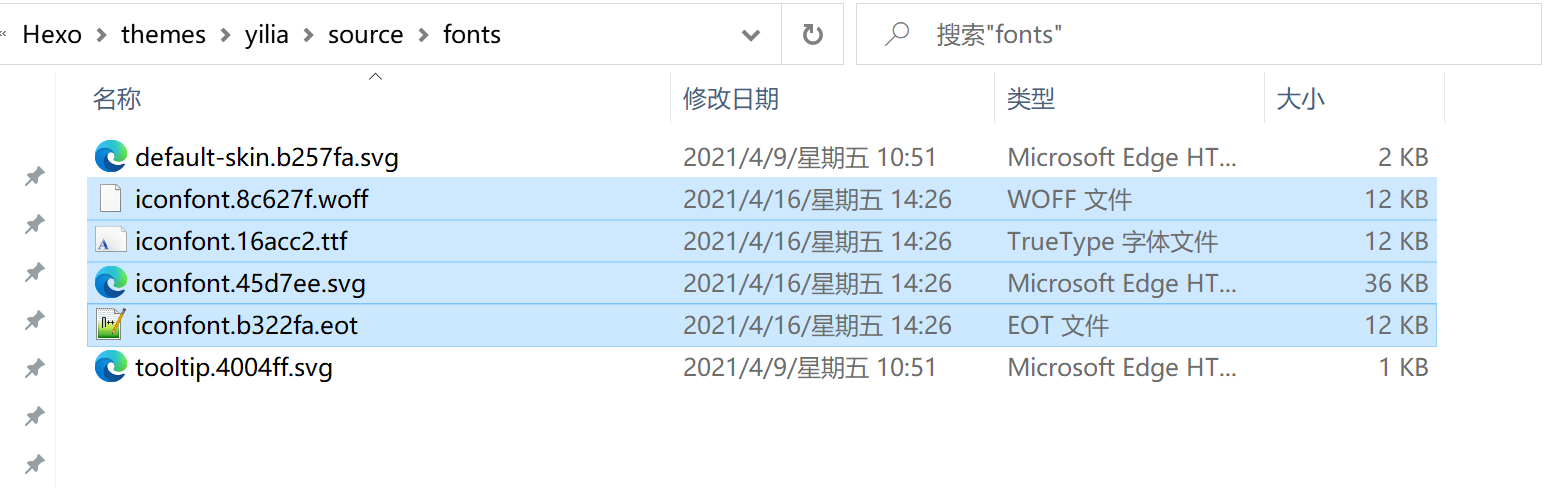 « Hexo > themes > yilia > source > fonts 搜索"fonts"
名称 修改日期 类型 大小
default-skin.b257fa.svg 2021/4/9/星期五 10:51 Microsoft Edge HT... 2 KB
iconfont.8c627f.woff 2021/4/16/星期五 14:26 WOFF 文件 12 KB
iconfont.16acc2.ttf 2021/4/16/星期五 14:26 TrueType 字体文件 12 KB
iconfont.45d7ee.svg 2021/4/16/星期五 14:26 Microsoft Edge HT... 36 KB
iconfont.b322fa.eot 2021/4/16/星期五 14:26 EOT 文件 12 KB
tooltip.4004ff.svg 2021/4/9/星期五 10:51 Microsoft Edge HT... 1 KB